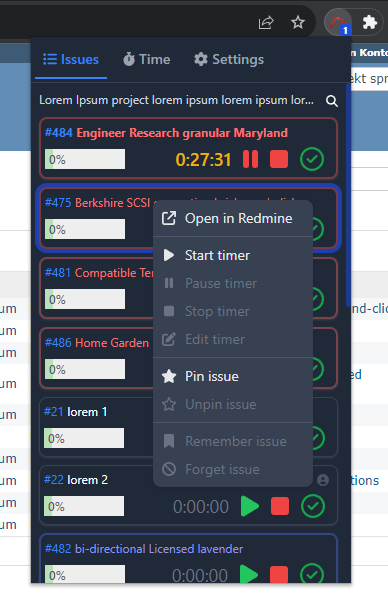 1
n Konto
Issues Time Settings
ekt spr
Lorem Ipsum project lorem ipsum lorem ipsum lor...
#484 Engineer Research granular Maryland
0% 0:27:31
#475 Berkshire SCSI
0%
Open in Redmine
Start timer
#481 Compatible Ter
Pause timer
um
nd-clic
0%
Stop timer
um
#486 Home Garden
Edit timer
um
0%
Pin issue
um
ed
#21 lorem 1
Unpin issue
um
0%
Remember issue
um
#22 lorem 2
Forget issue
um
tions
0% 0:00:00
um
um
#482 bi-directional Licensed lavender
0% 0:00:00